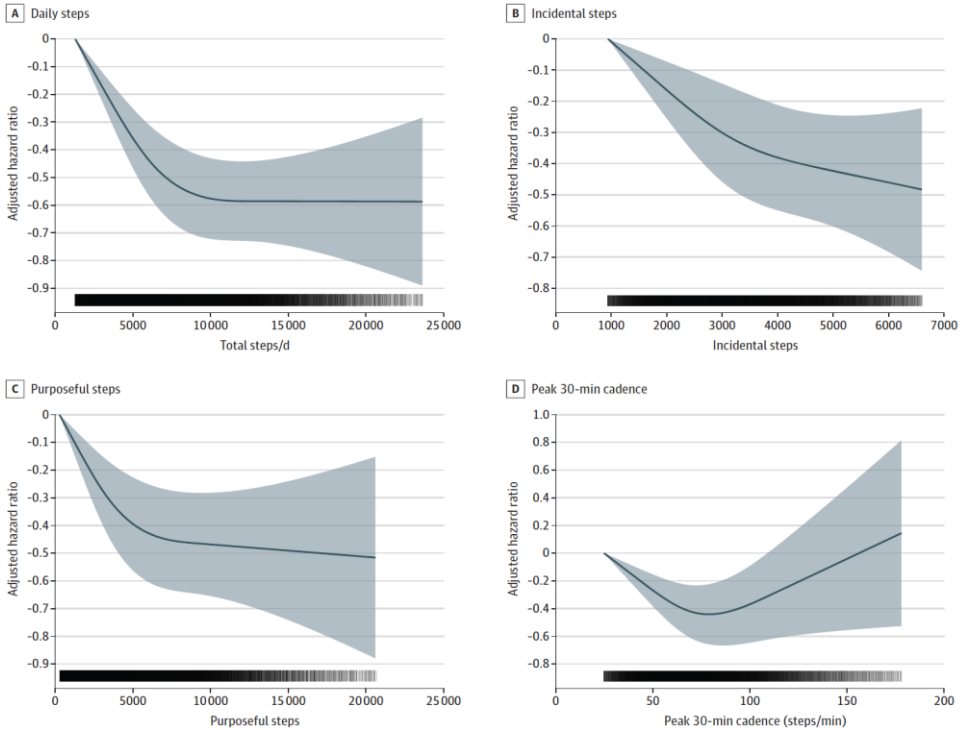 A Daily steps
0
-0.1
-0.2
-0.3
-0.4
-0.5
-0.6
-0.7
-0.8
-0.9
Adjusted hazard ratio
0 5000 10000 15000 20000 25000
Total steps/d
B Incidental steps
0
-0.1
-0.2
-0.3
-0.4
-0.5
-0.6
-0.7
-0.8
Adjusted hazard ratio
0 1000 2000 3000 4000 5000 6000 7000
Incidental steps
C Purposeful steps
0
-0.1
-0.2
-0.3
-0.4
-0.5
-0.6
-0.7
-0.8
-0.9
Adjusted hazard ratio
0 5000 10000 15000 20000 25000
Purposeful steps
D Peak 30-min cadence
1.0
0.8
0.6
0.4
0.2
0
-0.2
-0.4
-0.6
-0.8
Adjusted hazard ratio
0 50 100 150 200
Peak 30-min cadence (steps/min)